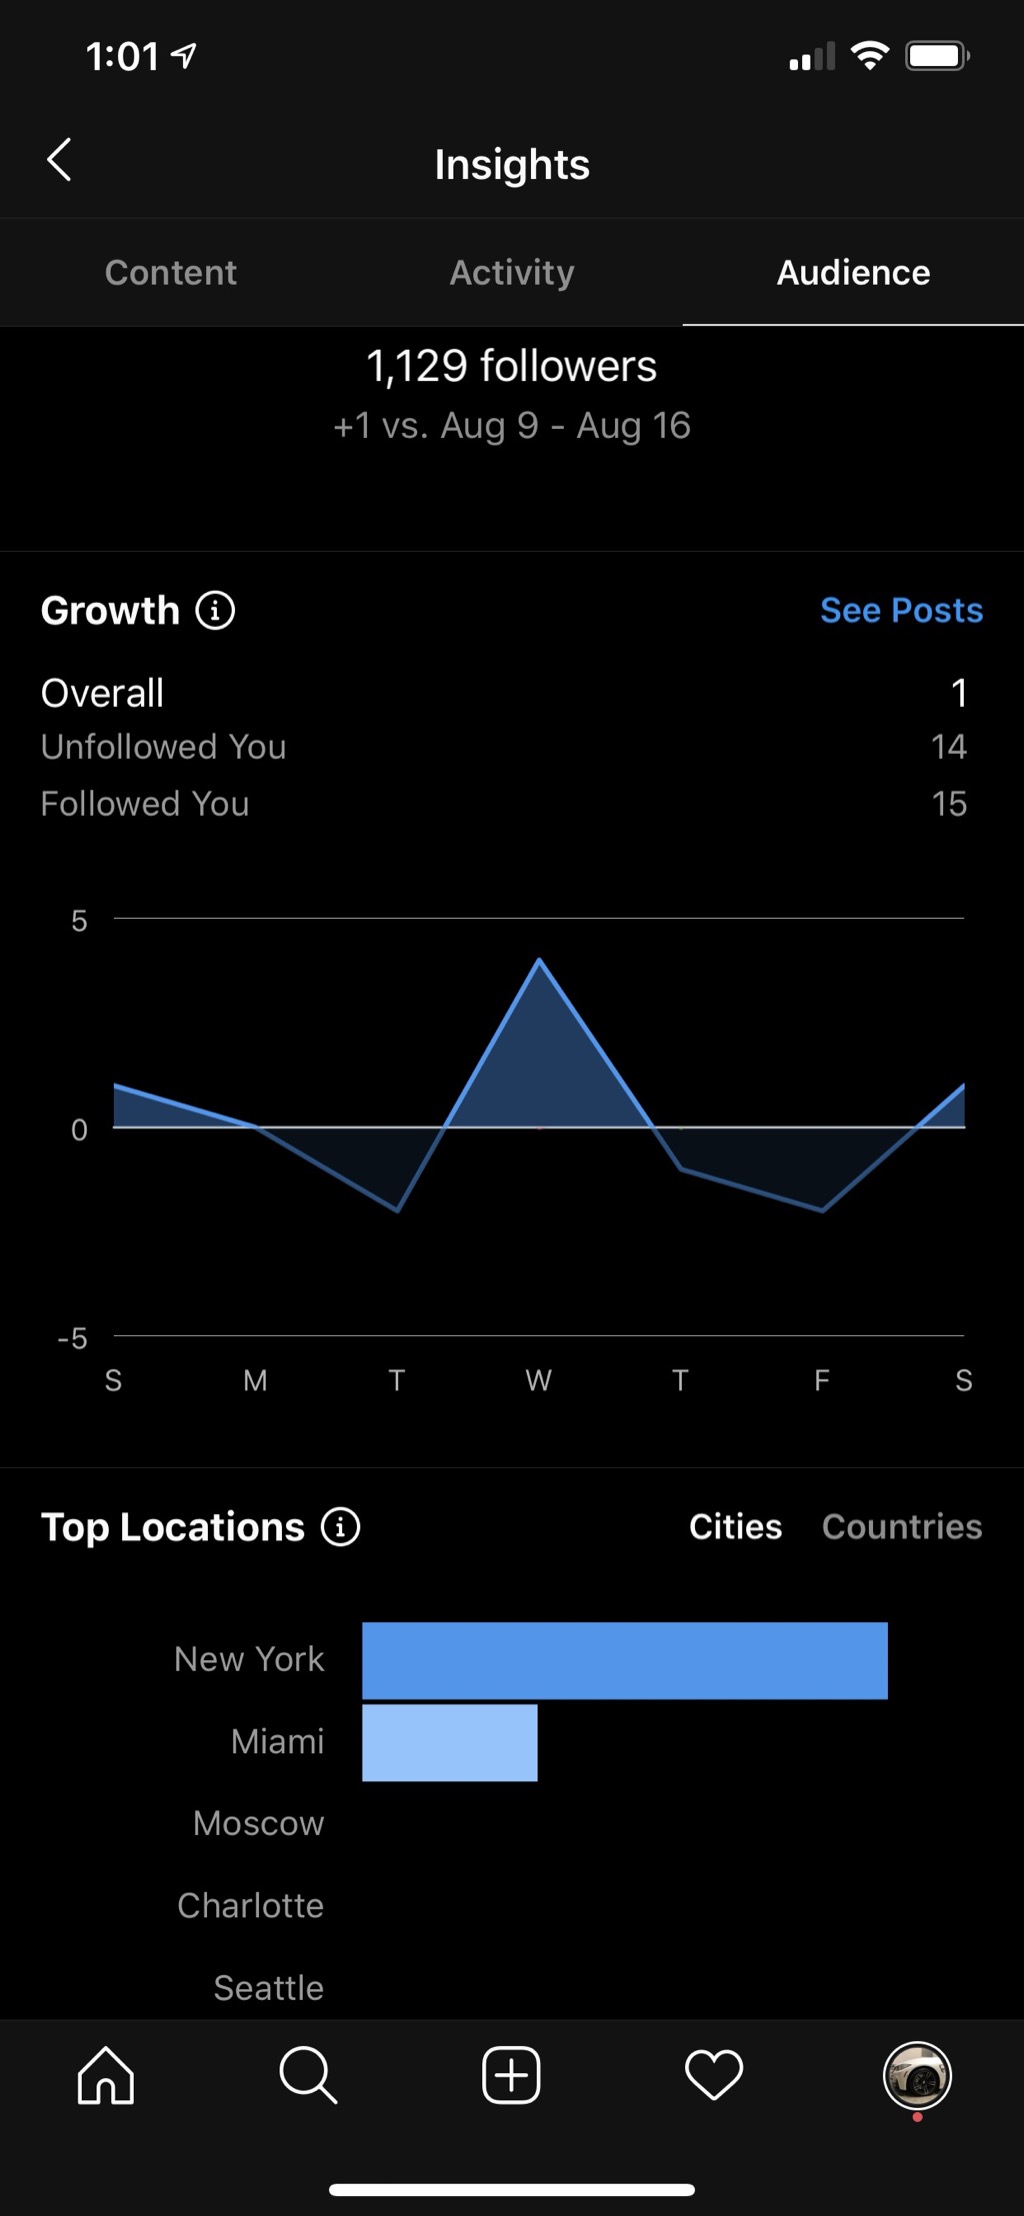 1:01
Insights
Content Activity Audience
1,129 followers
+1 vs. Aug 9 - Aug 16
Growth See Posts
Overall 1
Unfollowed You 14
Followed You 15
5
0
-5
S M T W T F S
Top Locations Cities Countries
New York
Miami
Moscow
Charlotte
Seattle